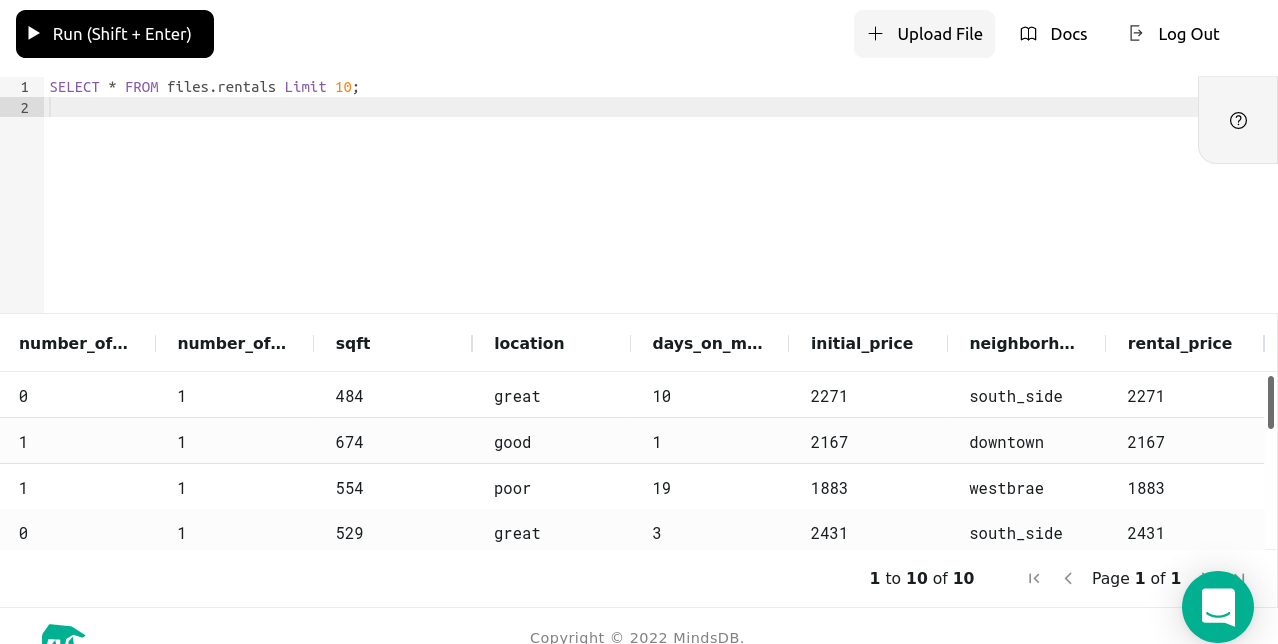 Run (Shift + Enter) Upload File Docs Log Out
1 SELECT * FROM files.rentals Limit 10;
2
number_of... number_of... sqft location days_on_m... initial_price neighborh... rental_price
0 1 484 great 10 2271 south_side 2271
1 1 674 good 1 2167 downtown 2167
1 1 554 poor 19 1883 westbrae 1883
0 1 529 great 3 2431 south_side 2431
1 to 10 of 10 Page 1 of 1
Copyright © 2022 MindsDB.